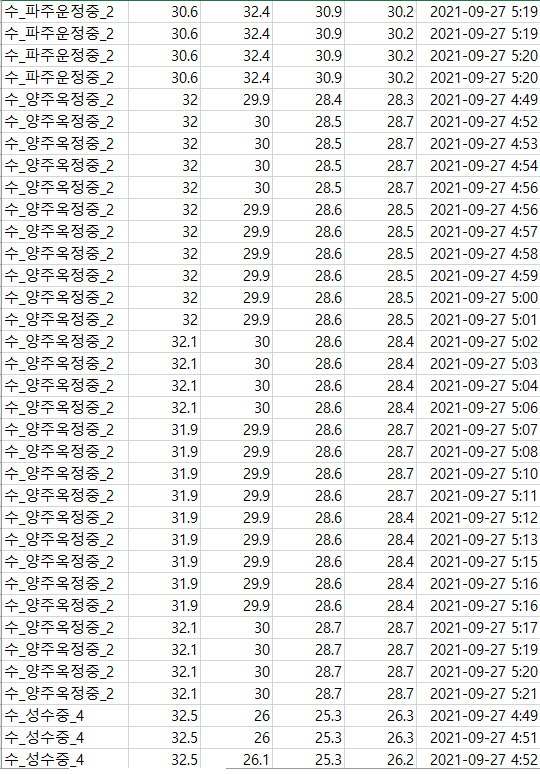 수_파주운정중_2 30.6 32.4 30.9 30.2 2021-09-27 5:19
수_파주운정중_2 30.6 32.4 30.9 30.2 2021-09-27 5:19
수_파주운정중_2 30.6 32.4 30.9 30.2 2021-09-27 5:20
수_파주운정중_2 30.6 32.4 30.9 30.2 2021-09-27 5:20
수_양주옥정중_2 32 29.9 28.4 28.3 2021-09-27 4:49
수_양주옥정중_2 32 30 28.5 28.7 2021-09-27 4:52
수_양주옥정중_2 32 30 28.5 28.7 2021-09-27 4:53
수_양주옥정중_2 32 30 28.5 28.7 2021-09-27 4:54
수_양주옥정중_2 32 30 28.5 28.7 2021-09-27 4:56
수_양주옥정중_2 32 29.9 28.6 28.5 2021-09-27 4:56
수_양주옥정중_2 32 29.9 28.6 28.5 2021-09-27 4:57
수_양주옥정중_2 32 29.9 28.6 28.5 2021-09-27 4:58
수_양주옥정중_2 32 29.9 28.6 28.5 2021-09-27 4:59
수_양주옥정중_2 32 29.9 28.6 28.5 2021-09-27 5:00
수_양주옥정중_2 32 29.9 28.6 28.5 2021-09-27 5:01
수_양주옥정중_2 32.1 30 28.6 28.4 2021-09-27 5:02
수_양주옥정중_2 32.1 30 28.6 28.4 2021-09-27 5:03
수_양주옥정중_2 32.1 30 28.6 28.4 2021-09-27 5:04
수_양주옥정중_2 32.1 30 28.6 28.4 2021-09-27 5:06
수_양주옥정중_2 31.9 29.9 28.6 28.7 2021-09-27 5:07
수_양주옥정중_2 31.9 29.9 28.6 28.7 2021-09-27 5:08
수_양주옥정중_2 31.9 29.9 28.6 28.7 2021-09-27 5:10
수_양주옥정중_2 31.9 29.9 28.6 28.7 2021-09-27 5:11
수_양주옥정중_2 31.9 29.9 28.6 28.4 2021-09-27 5:12
수_양주옥정중_2 31.9 29.9 28.6 28.4 2021-09-27 5:13
수_양주옥정중_2 31.9 29.9 28.6 28.4 2021-09-27 5:15
수_양주옥정중_2 31.9 29.9 28.6 28.4 2021-09-27 5:16
수_양주옥정중_2 31.9 29.9 28.6 28.4 2021-09-27 5:16
수_양주옥정중_2 32.1 30 28.7 28.7 2021-09-27 5:17
수_양주옥정중_2 32.1 30 28.7 28.7 2021-09-27 5:19
수_양주옥정중_2 32.1 30 28.7 28.7 2021-09-27 5:20
수_양주옥정중_2 32.1 30 28.7 28.7 2021-09-27 5:21
수_성수중_4 32.5 26 25.3 26.3 2021-09-27 4:49
수_성수중_4 32.5 26 25.3 26.3 2021-09-27 4:51
수_성수중_4 32.5 26.1 25.3 26.2 2021-09-27 4:52